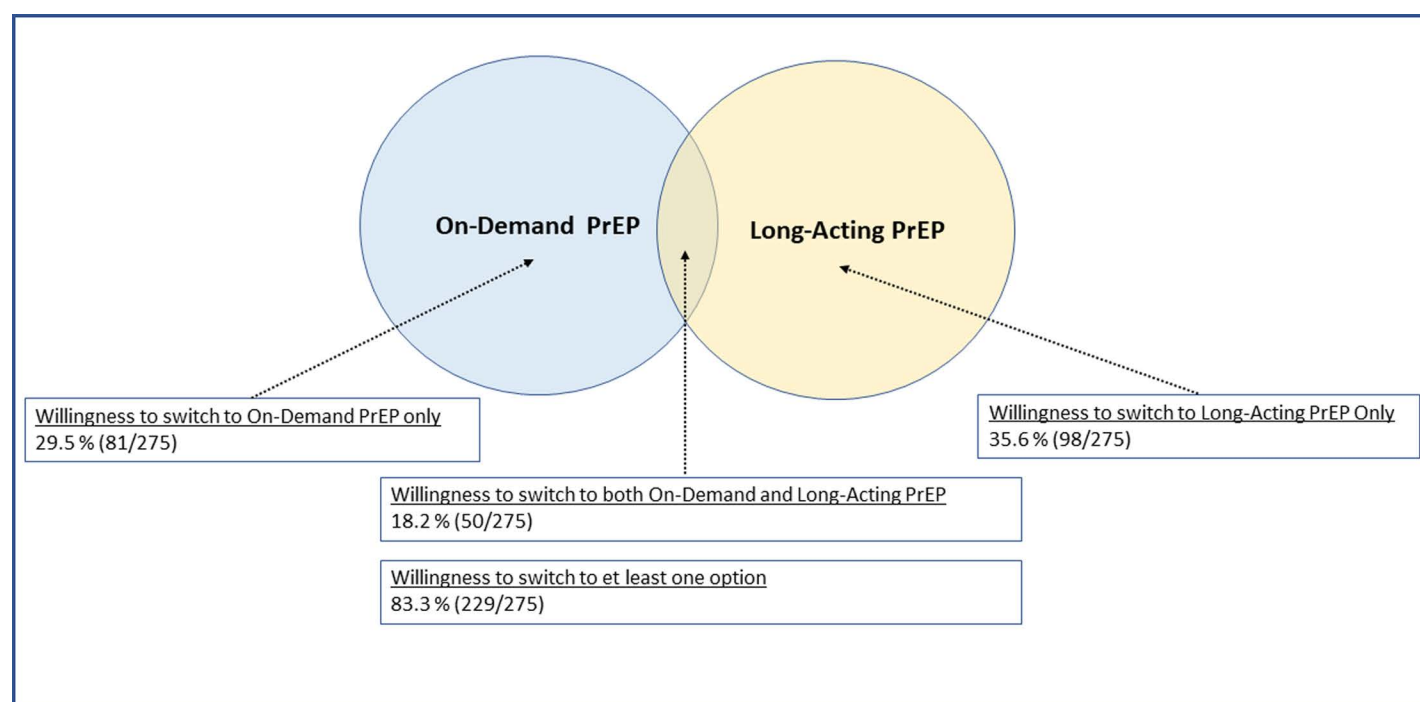 On-Demand PrEP
Long-Acting PrEP
Willingness to switch to On-Demand PrEP only
29.5 % (81/275)
Willingness to switch to Long-Acting PrEP Only
35.6 % (98/275)
Willingness to switch to both On-Demand and Long-Acting PrEP
18.2 % (50/275)
Willingness to switch to et least one option
83.3 % (229/275)